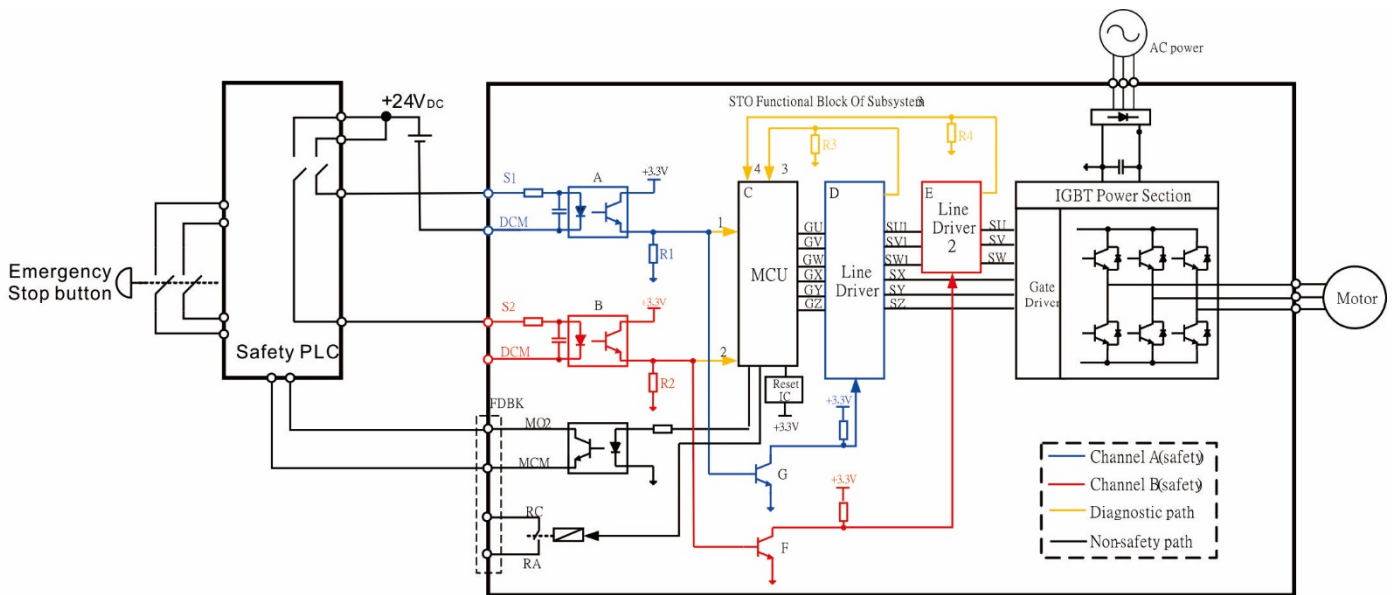 AC power
+24VDC
STO Functional Block Of Subsystem3
R4
R3
S1
A
+3.3V
4
3
C
D
E
IGBT Power Section
Line
Driver
2
DCM
1
R1
GU
GV
GW
GX
GY
GZ
MCU
Line
Driver
SU1
SV1
SW1
SX
SY
SZ
SU
SV
SW
Gate
Driver
Motor
Emergency
Stop button
S2
B
+3.3V
Safety PLC
DCM
2
R2
Reset
IC
+3.3V
FDBK
MO2
MCM
+3.3V
G
RC
RA
+3.3V
F
Channel A(safety)
Channel B(safety)
Diagnostic path
Non-safety path